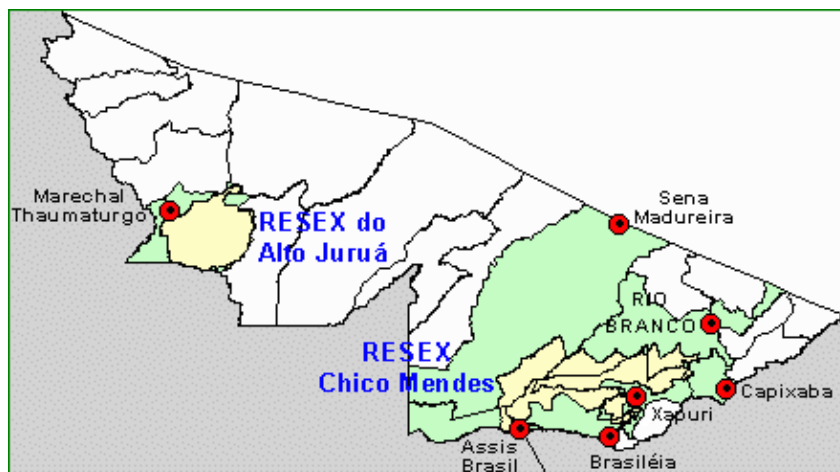 Marechal
Thaumaturgo
RESEX do
Alto Juruá
Sena
Madureira
RIO
BRANCO
RESEX
Chico Mendes
Capixaba
Xapuri
Assis
Brasil
Brasiléia